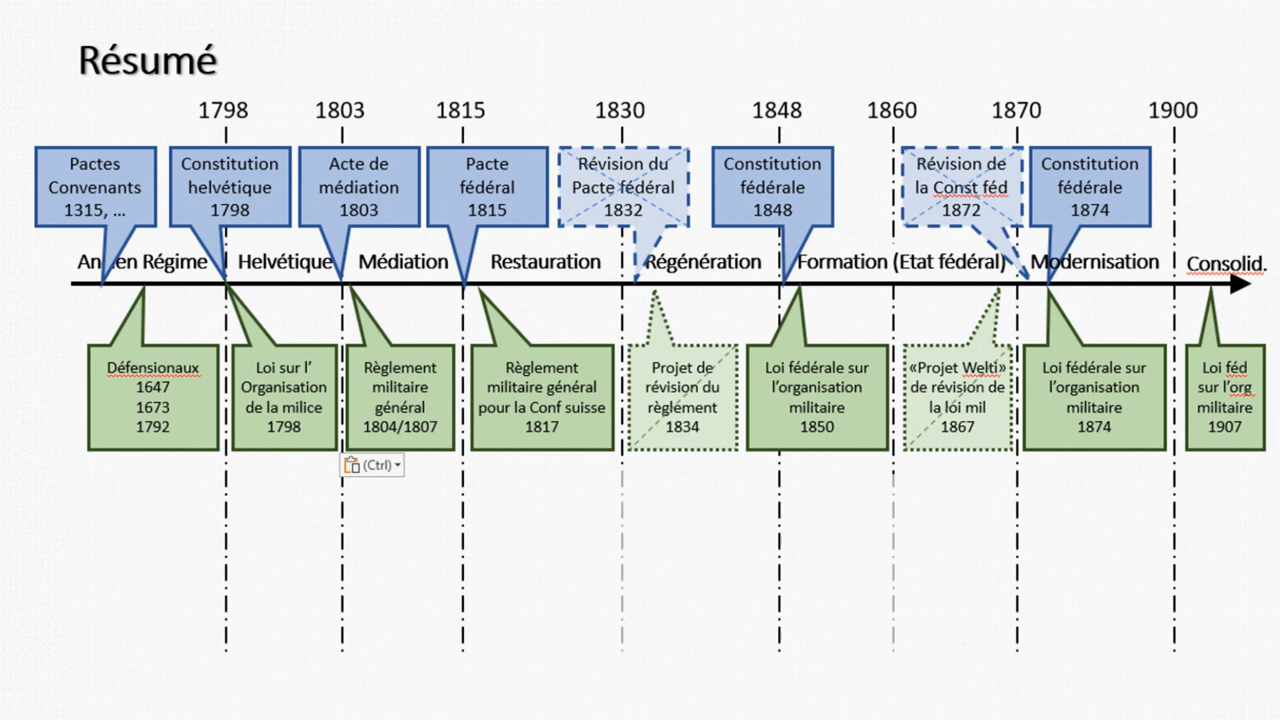 Résumé
1798
1803
1815
1830
1848
1860
1870
1900
Pactes
Convenants
1315, ...
Constitution
helvétique
1798
Acte de
médiation
1803
Pacte
fédéral
1815
Révision du
Pacte fédéral
1832
Constitution
fédérale
1848
Révision de
la Const féd
1872
Constitution
fédérale
1874
Ancien Régime
Helvétique
Médiation
Restauration
Régénération
Formation (Etat fédéral)
Modernisation
Consolid.
Défensionaux
1647
1673
1792
Loi sur l’
Organisation
de la milice
1798
Règlement
militaire
général
1804/1807
Règlement
militaire général
pour la Conf suisse
1817
Projet de
révision du
règlement
1834
Loi fédérale sur
l’organisation
militaire
1850
«Projet Welti»
de révision de
la loi mil
1867
Loi fédérale sur
l’organisation
militaire
1874
Loi féd
sur l’org
militaire
1907
(Ctrl)